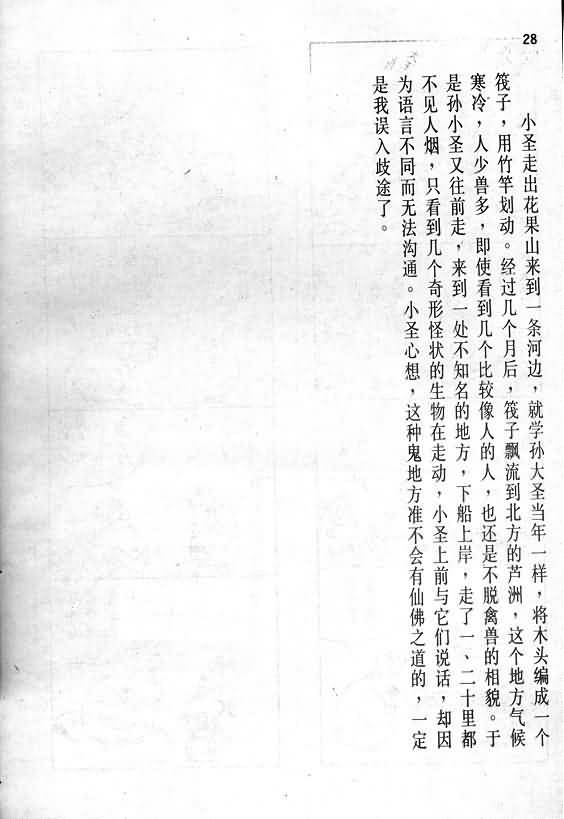 28
小圣走出花果山来到一条河边，就学孙大圣当年一样，将木头编成一个
筏子，用竹竿划动。经过几个月后，筏子飘流到北方的芦洲，这个地方气候
寒冷，人少兽多，即使看到几个比较像人的人，也还是不脱禽兽的相貌。于
是孙小圣又往前走，来到一处不知名的地方，下船上岸，走了一、二十里都
不见人烟，只看到几个奇形怪状的生物在走动，小圣上前与它们说话，却因
为语言不同而无法沟通。小圣心想，这种鬼地方准不会有仙佛之道的，一定
是我误入歧途了。